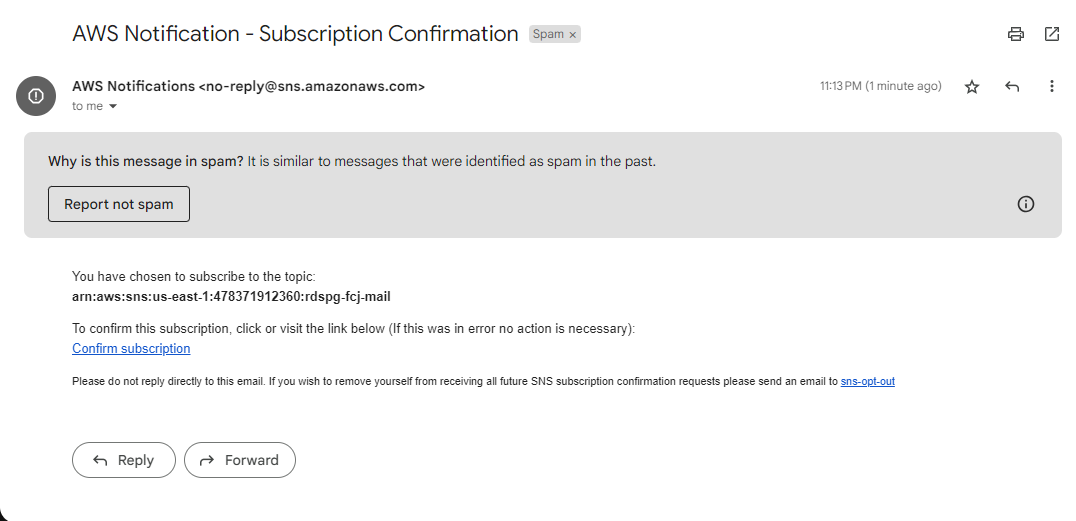 AWS Notification - Subscription Confirmation Spam ×
AWS Notifications <no-reply@sns.amazonaws.com> 11:13 PM (1 minute ago)
to me
Why is this message in spam? It is similar to messages that were identified as spam in the past.
Report not spam
You have chosen to subscribe to the topic:
arn:aws:sns:us-east-1:478371912360:rdspg-fcj-mail
To confirm this subscription, click or visit the link below (If this was in error no action is necessary):
Confirm subscription
Please do not reply directly to this email. If you wish to remove yourself from receiving all future SNS subscription confirmation requests please send an email to sns-opt-out
Reply Forward